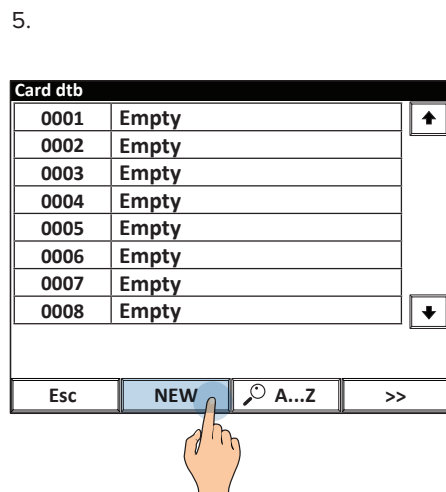 5.
Card dtb
0001 Empty
0002 Empty
0003 Empty
0004 Empty
0005 Empty
0006 Empty
0007 Empty
0008 Empty
Esc NEW A...Z >>